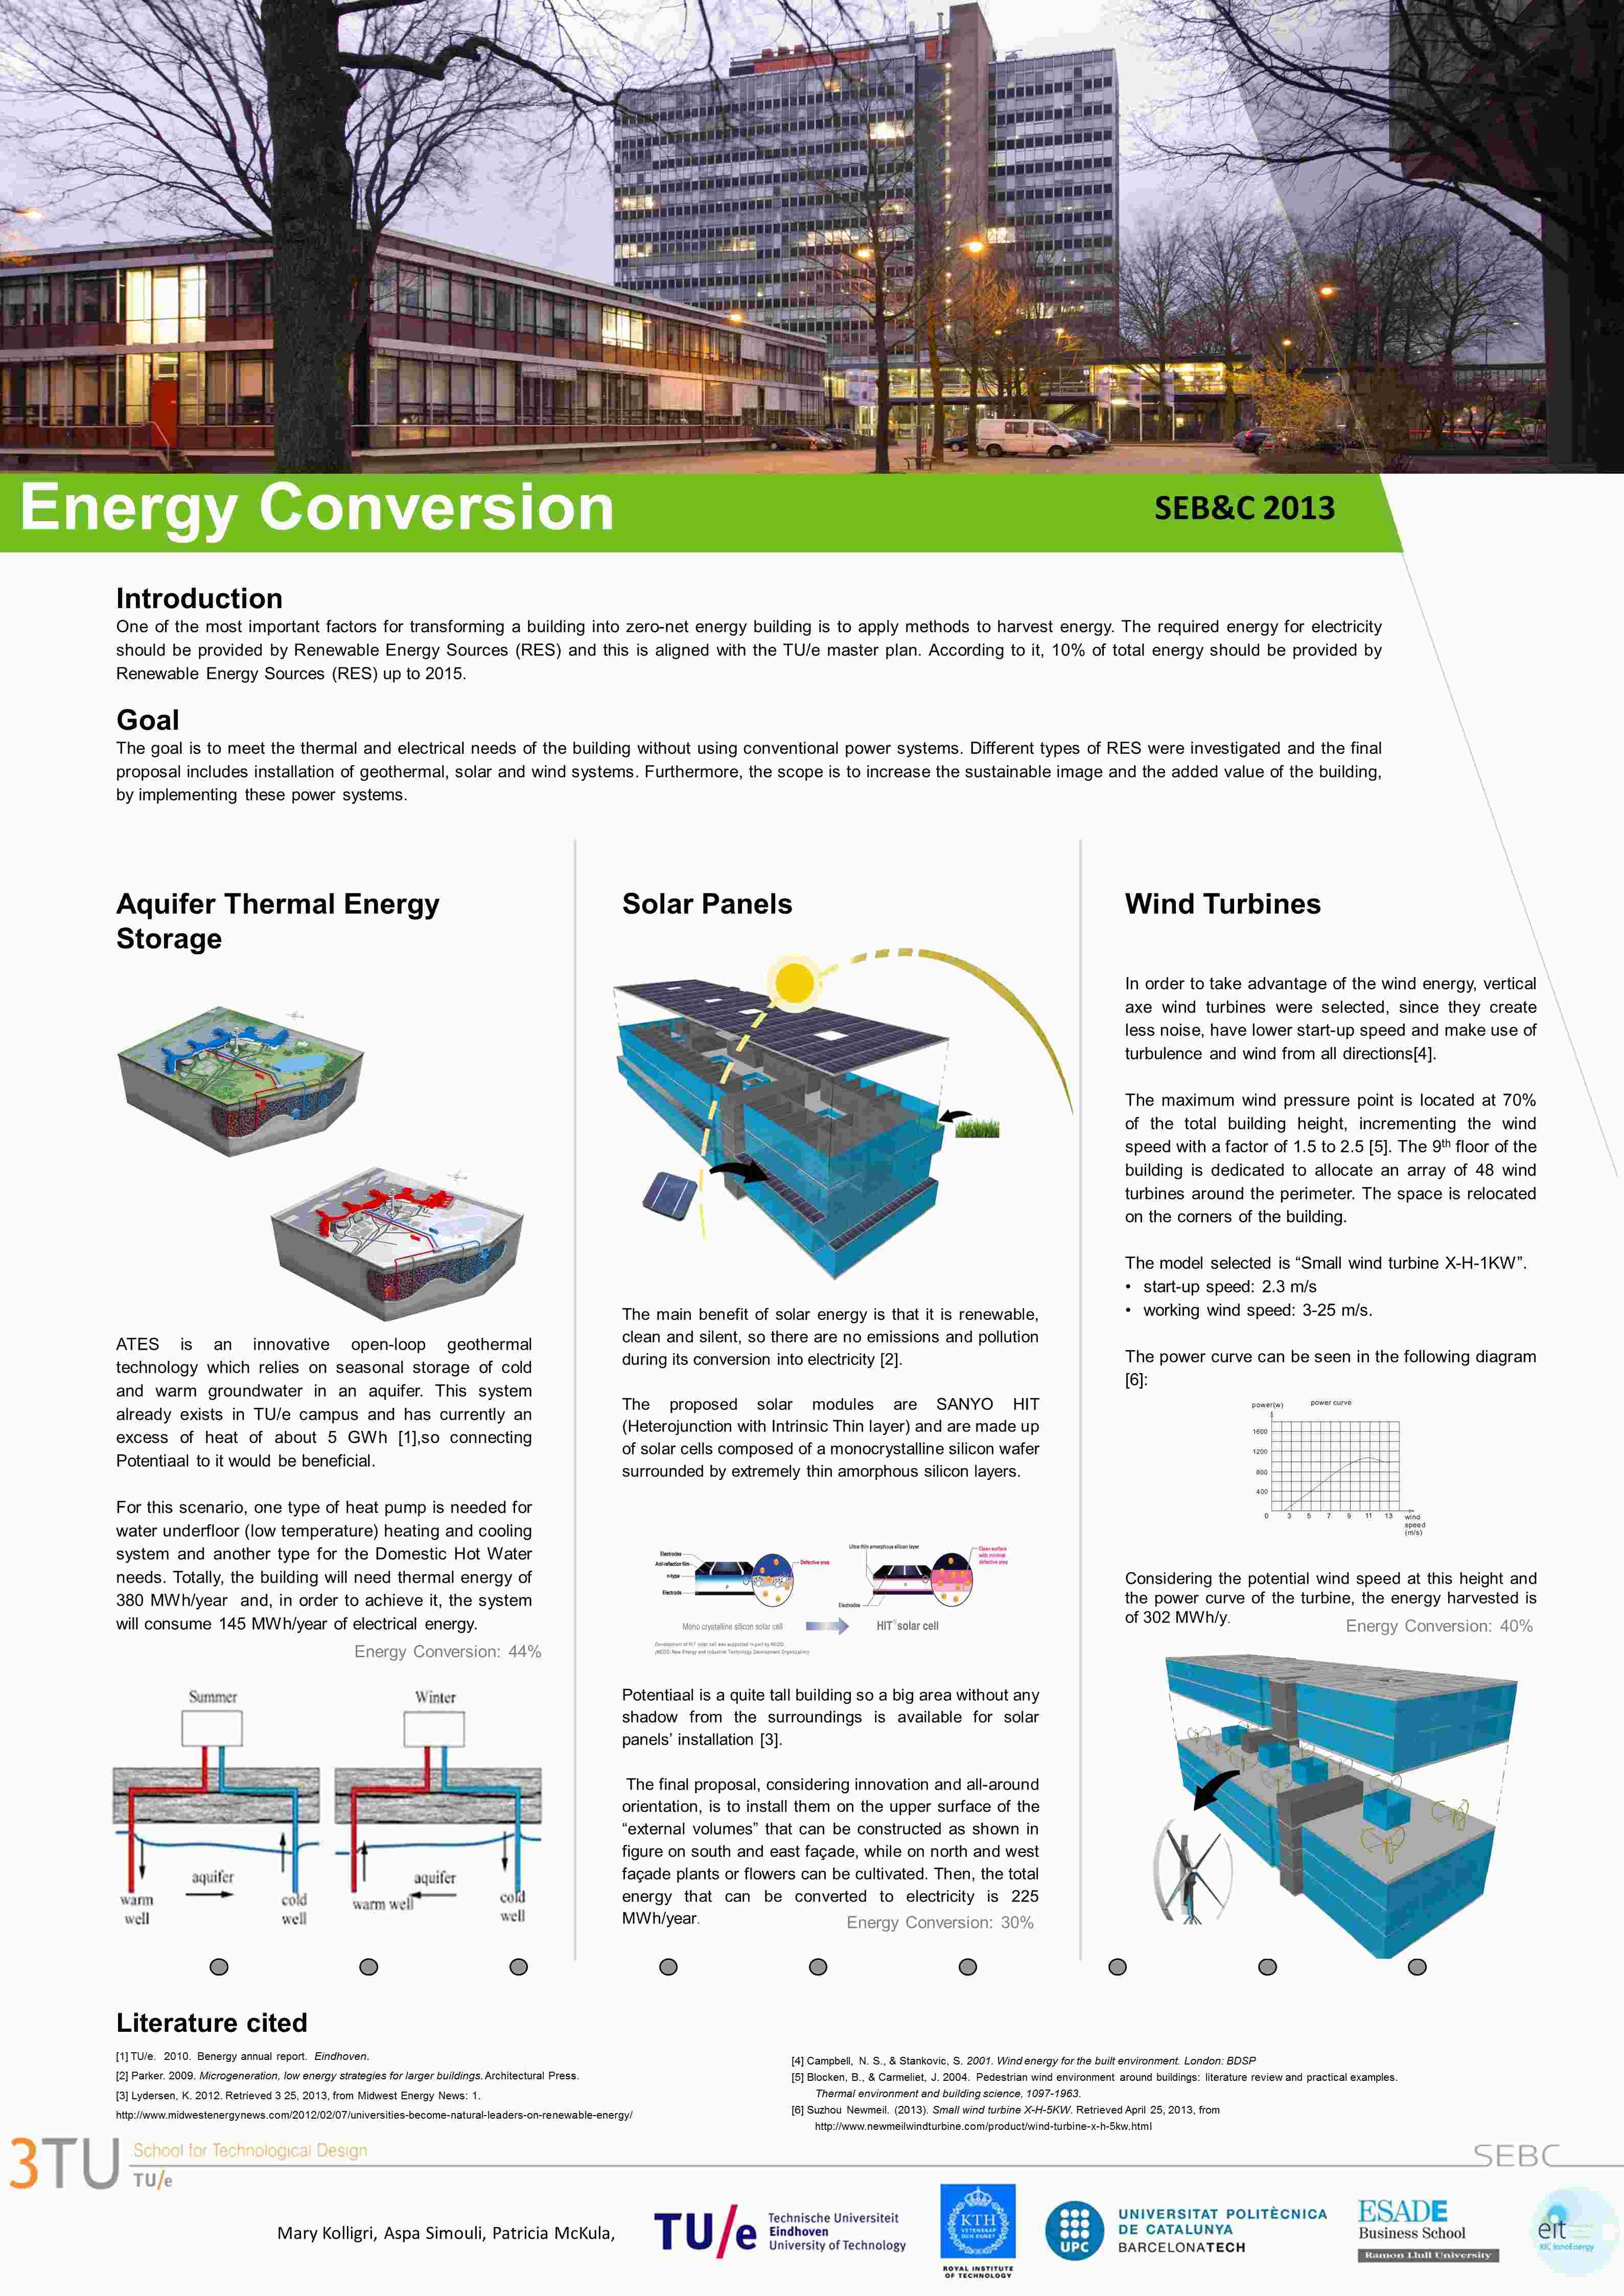 Energy Conversion
SEB&C 2013
Introduction
One of the most important factors for transforming a building into zero-net energy building is to apply methods to harvest energy. The required energy for electricity
should be provided by Renewable Energy Sources (RES) and this is aligned with the TU/e master plan. According to it, 10% of total energy should be provided by
Renewable Energy Sources (RES) up to 2015.
Goal
The goal is to meet the thermal and electrical needs of the building without using conventional power systems. Different types of RES were investigated and the final
proposal includes installation of geothermal, solar and wind systems. Furthermore, the scope is to increase the sustainable image and the added value of the building,
by implementing these power systems.
Aquifer Thermal Energy
Storage
ATES is an innovative open-loop geothermal
technology which relies on seasonal storage of cold
and warm groundwater in an aquifer. This system
already exists in TU/e campus and has currently an
excess of heat of about 5 GWh [1],so connecting
Potentiaal to it would be beneficial.
For this scenario, one type of heat pump is needed for
water underfloor (low temperature) heating and cooling
system and another type for the Domestic Hot Water
needs. Totally, the building will need thermal energy of
380 MWh/year and, in order to achieve it, the system
will consume 145 MWh/year of electrical energy.
Energy Conversion: 44%
Summer
Winter
aquifer
warm
well
cold
well
aquifer
warm well
cold
well
Solar Panels
The main benefit of solar energy is that it is renewable,
clean and silent, so there are no emissions and pollution
during its conversion into electricity [2].
The proposed solar modules are SANYO HIT
(Heterojunction with Intrinsic Thin layer) and are made up
of solar cells composed of a monocrystalline silicon wafer
surrounded by extremely thin amorphous silicon layers.
Electrodes
Anti-reflection film
n-type
Electrode
p
Defective area
Mono crystalline silicon solar cell
Ultra-thin amorphous silicon layer
Clean surface
with minimal
defective area
Electrodes
HIT® solar cell
Development of HIT solar cell was supported in part by NEDO.
(NEDO: New Energy and Industrial Technology Development Organization)
Potentiaal is a quite tall building so a big area without any
shadow from the surroundings is available for solar
panels’ installation [3].
The final proposal, considering innovation and all-around
orientation, is to install them on the upper surface of the
“external volumes” that can be constructed as shown in
figure on south and east façade, while on north and west
façade plants or flowers can be cultivated. Then, the total
energy that can be converted to electricity is 225
MWh/year.
Energy Conversion: 30%
Wind Turbines
In order to take advantage of the wind energy, vertical
axe wind turbines were selected, since they create
less noise, have lower start-up speed and make use of
turbulence and wind from all directions[4].
The maximum wind pressure point is located at 70%
of the total building height, incrementing the wind
speed with a factor of 1.5 to 2.5 [5]. The 9th floor of the
building is dedicated to allocate an array of 48 wind
turbines around the perimeter. The space is relocated
on the corners of the building.
The model selected is “Small wind turbine X-H-1KW”.
• start-up speed: 2.3 m/s
• working wind speed: 3-25 m/s.
The power curve can be seen in the following diagram
[6]:
power(w)
power curve
1600
1200
800
400
0 3 5 7 9 11 13 wind
speed
(m/s)
Considering the potential wind speed at this height and
the power curve of the turbine, the energy harvested is
of 302 MWh/y.
Energy Conversion: 40%
Literature cited
[1] TU/e. 2010. Benergy annual report. Eindhoven.
[2] Parker. 2009. Microgeneration, low energy strategies for larger buildings. Architectural Press.
[3] Lydersen, K. 2012. Retrieved 3 25, 2013, from Midwest Energy News: 1.
http://www.midwestenergynews.com/2012/02/07/universities-become-natural-leaders-on-renewable-energy/
[4] Campbell, N. S., & Stankovic, S. 2001. Wind energy for the built environment. London: BDSP
[5] Blocken, B., & Carmeliet, J. 2004. Pedestrian wind environment around buildings: literature review and practical examples.
Thermal environment and building science, 1097-1963.
[6] Suzhou Newmeil. (2013). Small wind turbine X-H-5KW. Retrieved April 25, 2013, from
http://www.newmeilwindturbine.com/product/wind-turbine-x-h-5kw.html
3TU
School for Technological Design
TU/e
SEBC
Mary Kolligri, Aspa Simouli, Patricia McKula,
TU/e
Technische Universiteit
Eindhoven
University of Technology
KTH
VETENSKAP
OCH KONST
ROYAL INSTITUTE
OF TECHNOLOGY
UPC
UNIVERSITAT POLITÈCNICA
DE CATALUNYA
BARCELONATECH
ESADE
Business School
Ramon Llull University
eit
KIC InnoEnergy